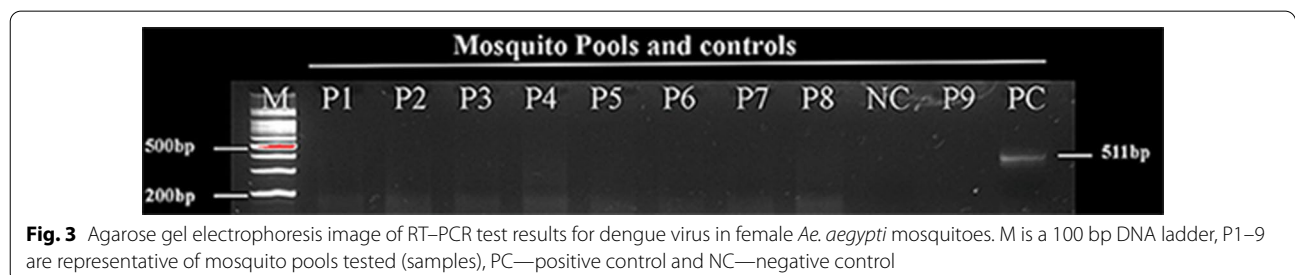 Mosquito Pools and controls
M P1 P2 P3 P4 P5 P6 P7 P8 NC P9 PC
500bp
511bp
200bp
Fig. 3 Agarose gel electrophoresis image of RT–PCR test results for dengue virus in female Ae. aegypti mosquitoes. M is a 100 bp DNA ladder, P1–9
are representative of mosquito pools tested (samples), PC—positive control and NC—negative control